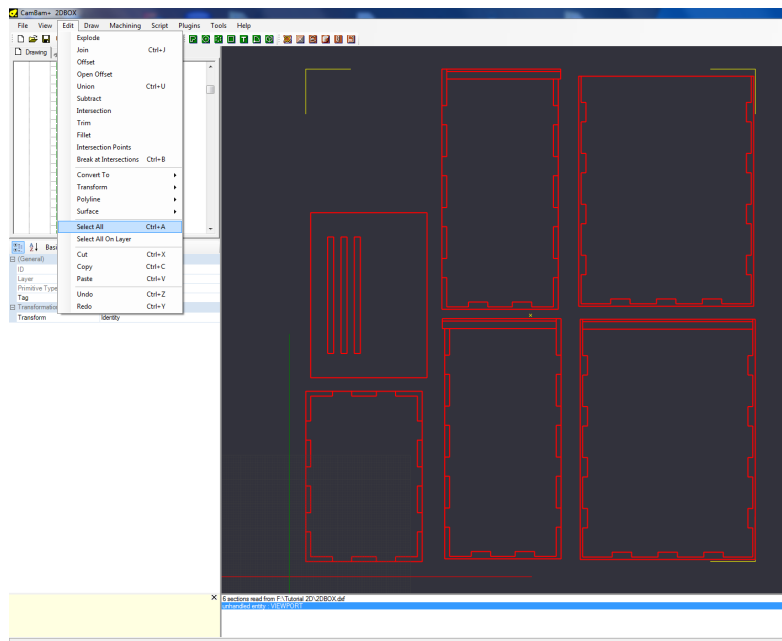 CamBam+ 2DBOX
File View Edit Draw Machining Script Plugins Tools Help
Drawing
Explode
Join Ctrl+J
Offset
Open Offset
Union Ctrl+U
Subtract
Intersection
Trim
Fillet
Intersection Points
Break at Intersections Ctrl+B
Convert To
Transform
Polyline
Surface
Select All Ctrl+A
Select All On Layer
Cut Ctrl+X
Copy Ctrl+C
Paste Ctrl+V
Undo Ctrl+Z
Redo Ctrl+Y
Basi
(General)
ID
Layer
Primitive Type
Tag
Transformation
Transform Identity
6 sections read from F:\Tutorial 2D\2DBOX.dxf
unhandled entity : VIEWPORT